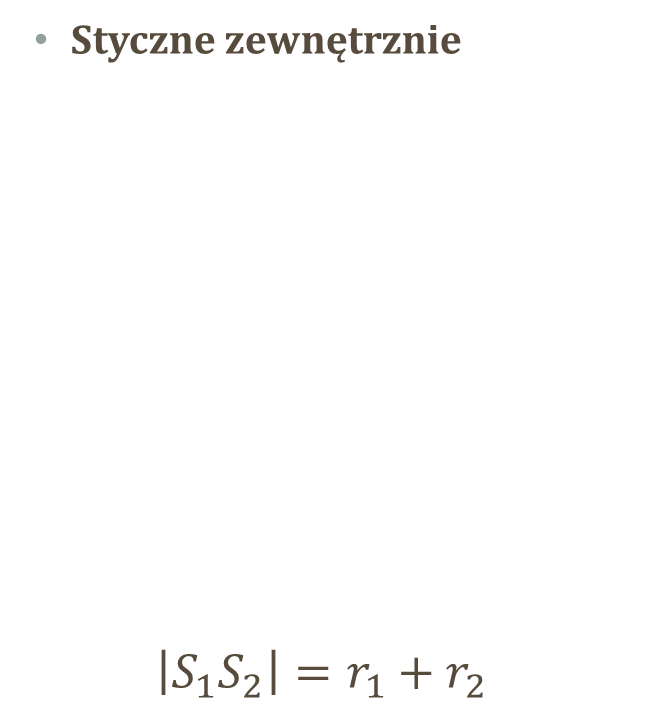 • Styczne zewnętrznie
|S₁S₂| = r₁ + r₂